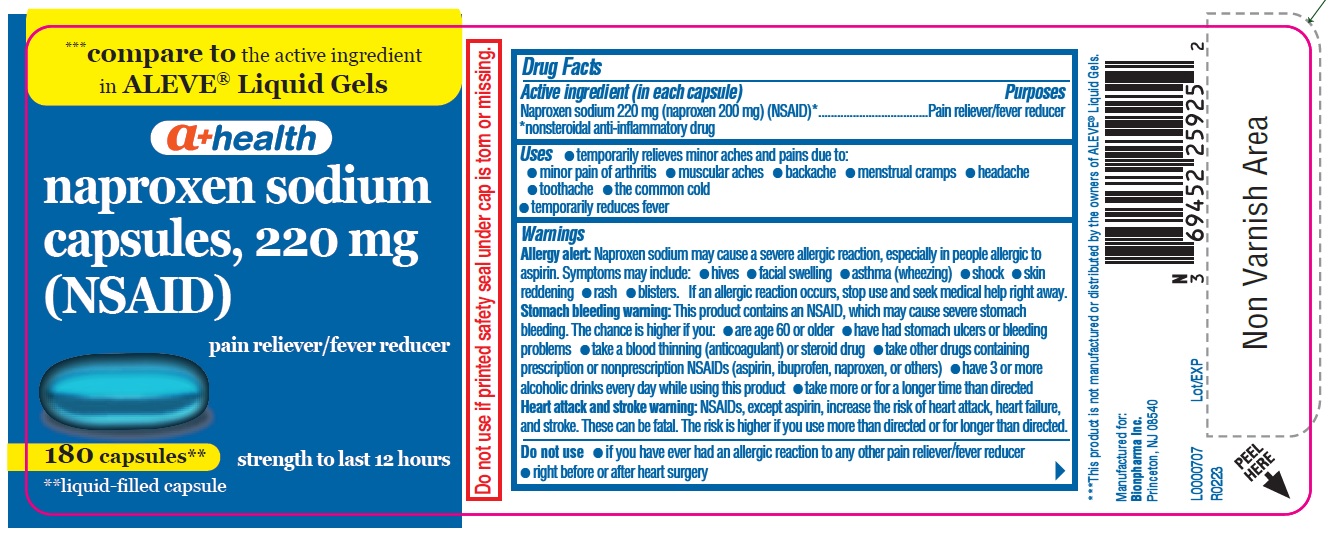 ***compare to the active ingredient
in ALEVE® Liquid Gels
a+health
naproxen sodium
capsules, 220 mg
(NSAID)
pain reliever/fever reducer
180 capsules**
strength to last 12 hours
**liquid-filled capsule
Do not use if printed safety seal under cap is torn or missing.
Drug Facts
Active ingredient (in each capsule) Purposes
Naproxen sodium 220 mg (naproxen 200 mg) (NSAID)*...................................Pain reliever/fever reducer
*nonsteroidal anti-inflammatory drug
Uses ● temporarily relieves minor aches and pains due to:
● minor pain of arthritis ● muscular aches ● backache ● menstrual cramps ● headache
● toothache ● the common cold
● temporarily reduces fever
Warnings
Allergy alert: Naproxen sodium may cause a severe allergic reaction, especially in people allergic to
aspirin. Symptoms may include: ● hives ● facial swelling ● asthma (wheezing) ● shock ● skin
reddening ● rash ● blisters. If an allergic reaction occurs, stop use and seek medical help right away.
Stomach bleeding warning: This product contains an NSAID, which may cause severe stomach
bleeding. The chance is higher if you: ● are age 60 or older ● have had stomach ulcers or bleeding
problems ● take a blood thinning (anticoagulant) or steroid drug ● take other drugs containing
prescription or nonprescription NSAIDs (aspirin, ibuprofen, naproxen, or others) ● have 3 or more
alcoholic drinks every day while using this product ● take more or for a longer time than directed
Heart attack and stroke warning: NSAIDs, except aspirin, increase the risk of heart attack, heart failure,
and stroke. These can be fatal. The risk is higher if you use more than directed or for longer than directed.
Do not use ● if you have ever had an allergic reaction to any other pain reliever/fever reducer
● right before or after heart surgery
***This product is not manufactured or distributed by the owners of ALEVE® Liquid Gels.
Manufactured for:
Bionpharma Inc.
Princeton, NJ 08540
N
3 69452 25925 2
L0000707 Lot/EXP
R0223
Non Varnish Area
PEEL
HERE